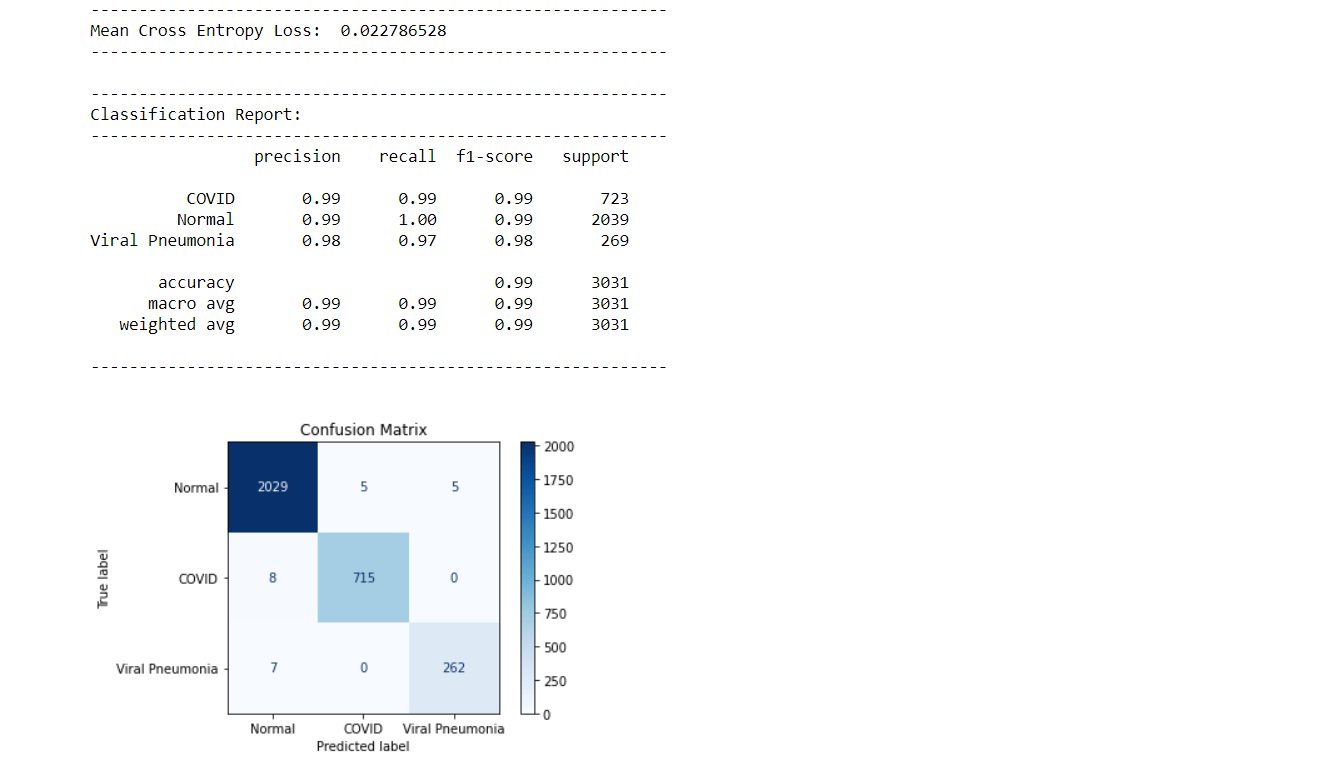 ------------------------------------------------------------
Mean Cross Entropy Loss:  0.022786528
------------------------------------------------------------
------------------------------------------------------------
Classification Report:
------------------------------------------------------------
precision    recall  f1-score   support
COVID       0.99      0.99      0.99       723
Normal       0.99      1.00      0.99      2039
Viral Pneumonia       0.98      0.97      0.98       269
accuracy                           0.99      3031
macro avg       0.99      0.99      0.99      3031
weighted avg       0.99      0.99      0.99      3031
------------------------------------------------------------
Confusion Matrix
2000
1750
1500
1250
1000
750
500
250
0
True label
Normal 2029 5 5
COVID 8 715 0
Viral Pneumonia 7 0 262
Normal COVID Viral Pneumonia
Predicted label